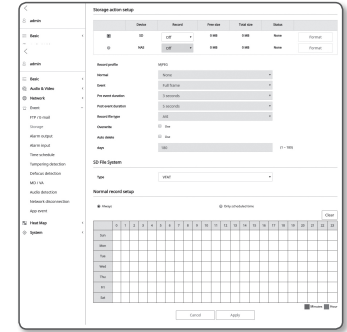 admin
Basic
admin
Basic
Audio & Video
Network
Event
FTP / e-mail
Storage
Alarm output
Alarm input
Time schedule
Tampering detection
Defocus detection
MD / VA
Audio detection
Network disconnection
App event
Heat Map
System
Storage action setup
Device Record Free size Total size Status
SD Off 0 MB 0 MB None Format
NAS Off 0 MB 0 MB None Format
Record profile MJPEG
Normal None
Event Full frame
Pre event duration 5 seconds
Post event duration 5 seconds
Record file type AVI
Overwrite Use
Auto delete Use
Days 180 (1 ~ 180)
SD File System
Type VFAT
Normal record setup
Always Only scheduled time
Clear
0 1 2 3 4 5 6 7 8 9 10 11 12 13 14 15 16 17 18 19 20 21 22 23
Sun
Mon
Tue
Wed
Thu
Fri
Sat
Minutes Hour
Cancel Apply